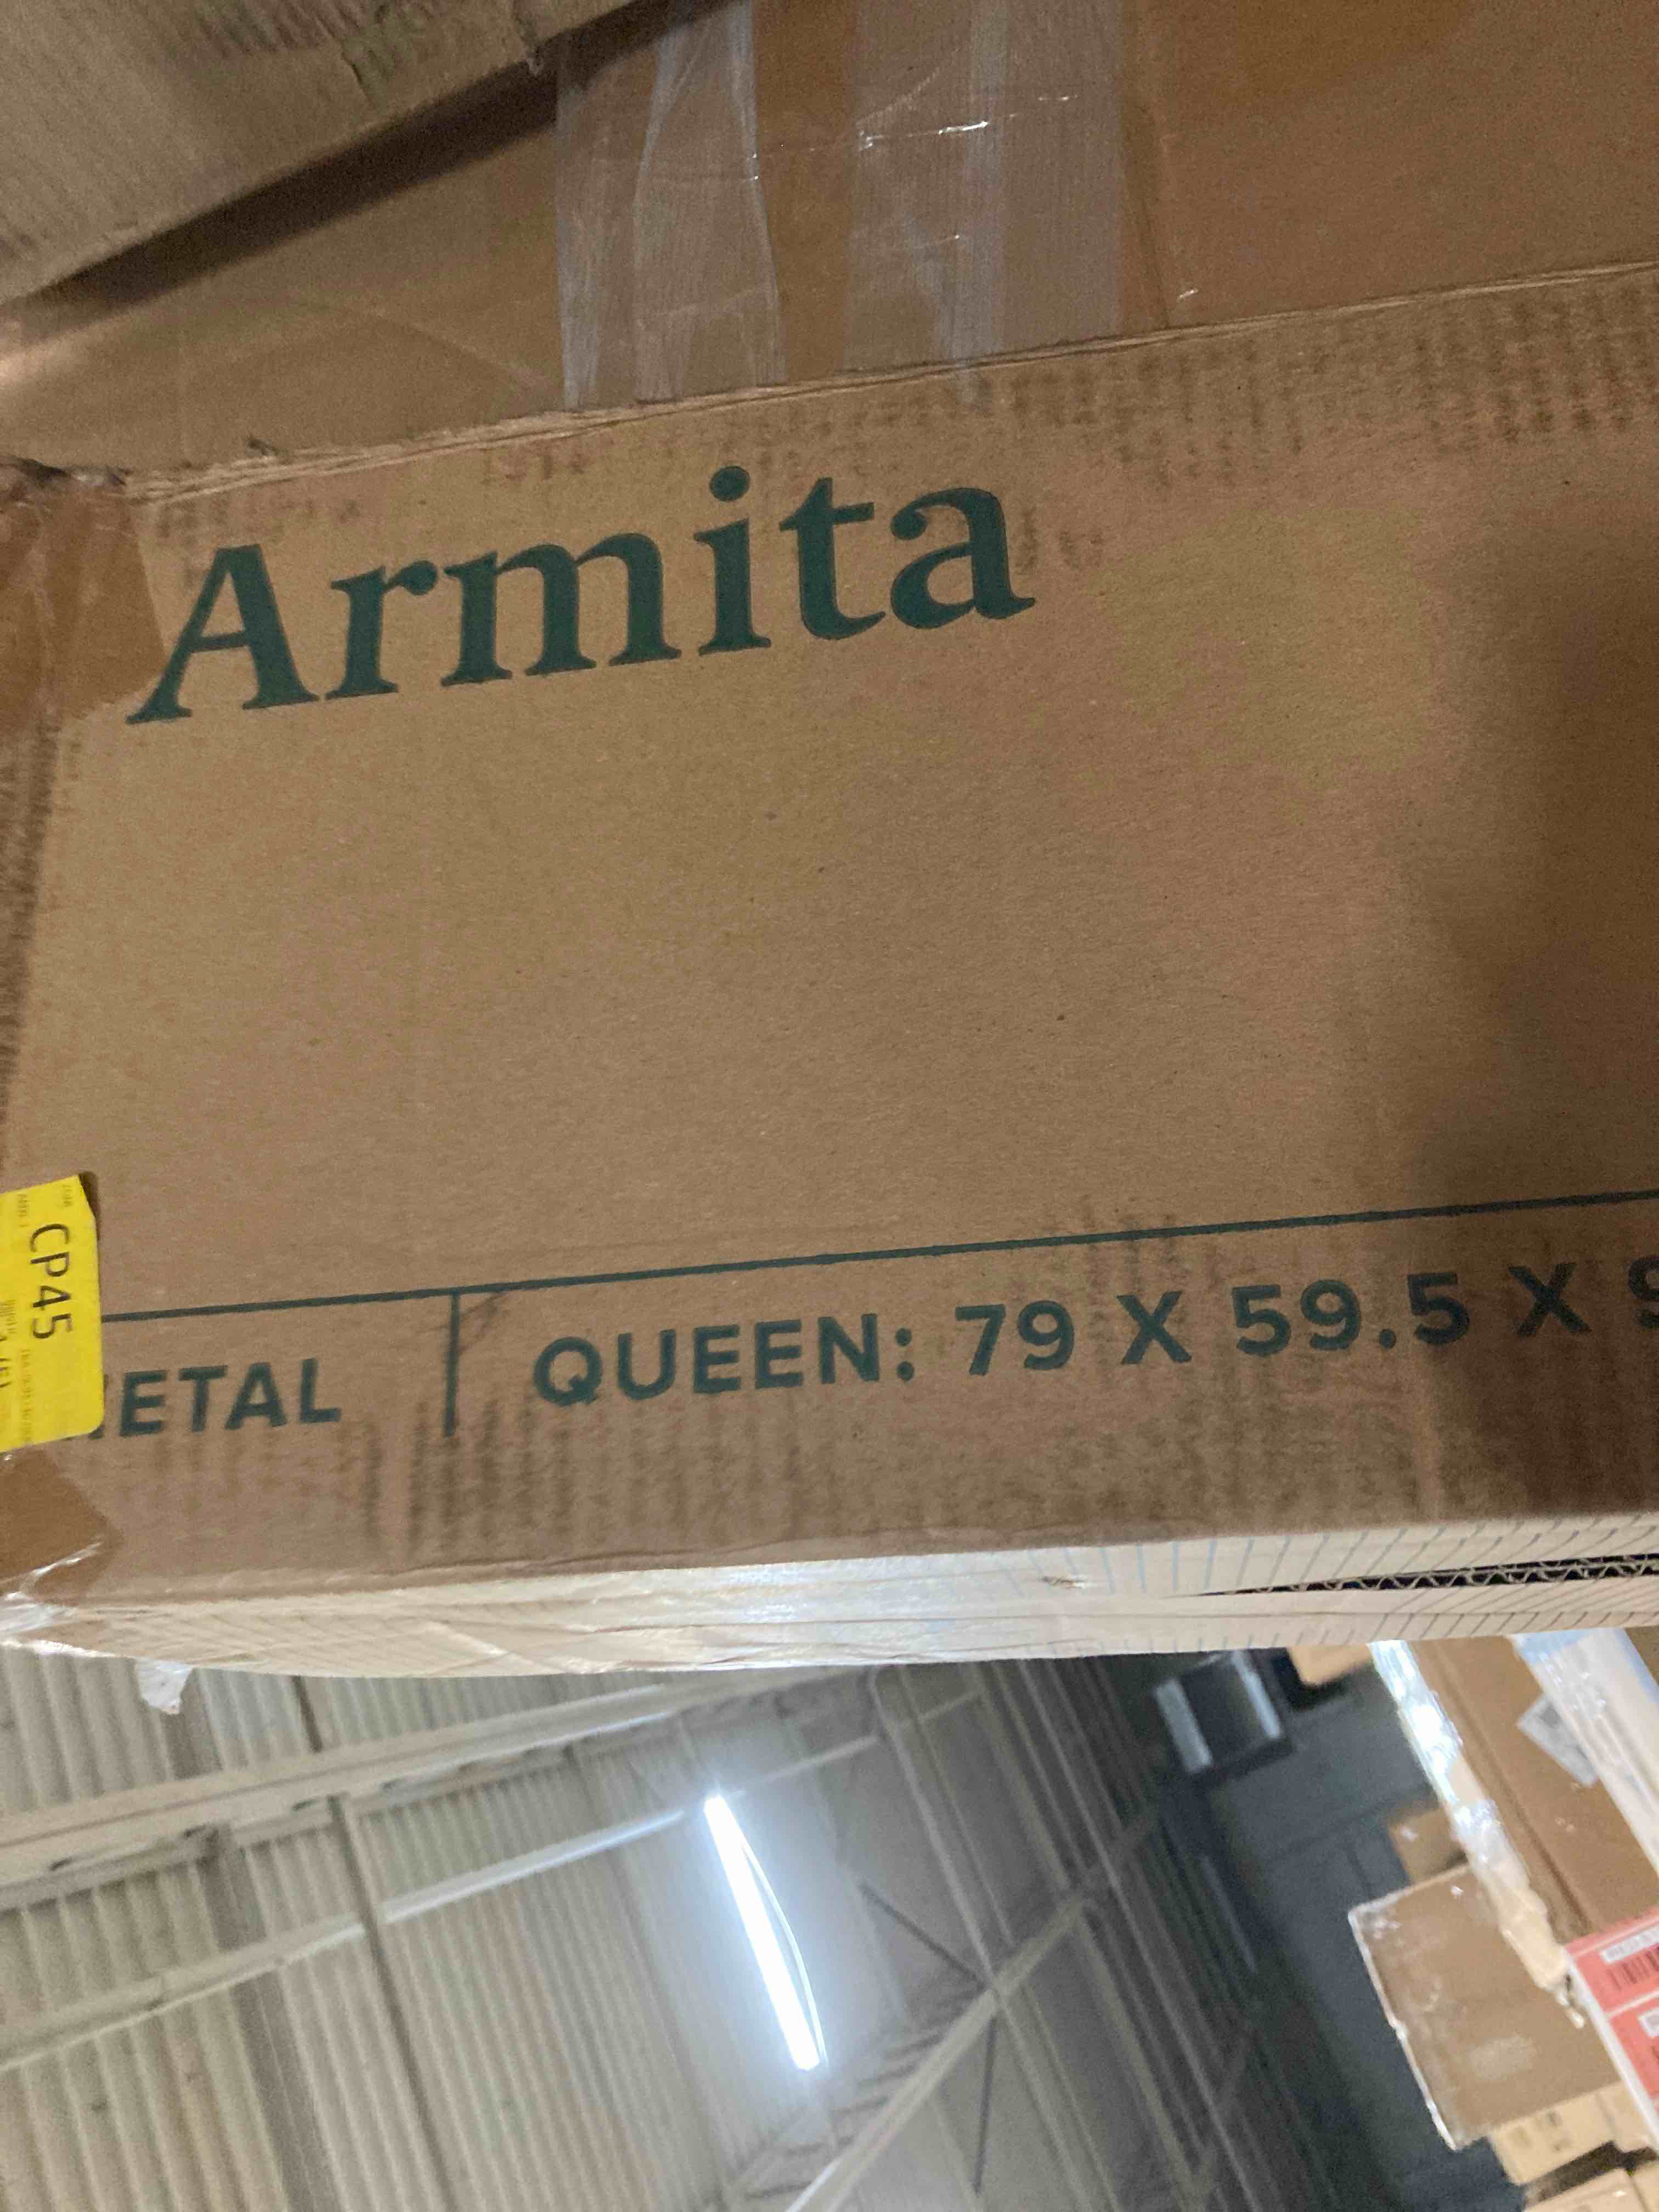 Armita
CP45
ETAL
QUEEN: 79 X 59.5 X